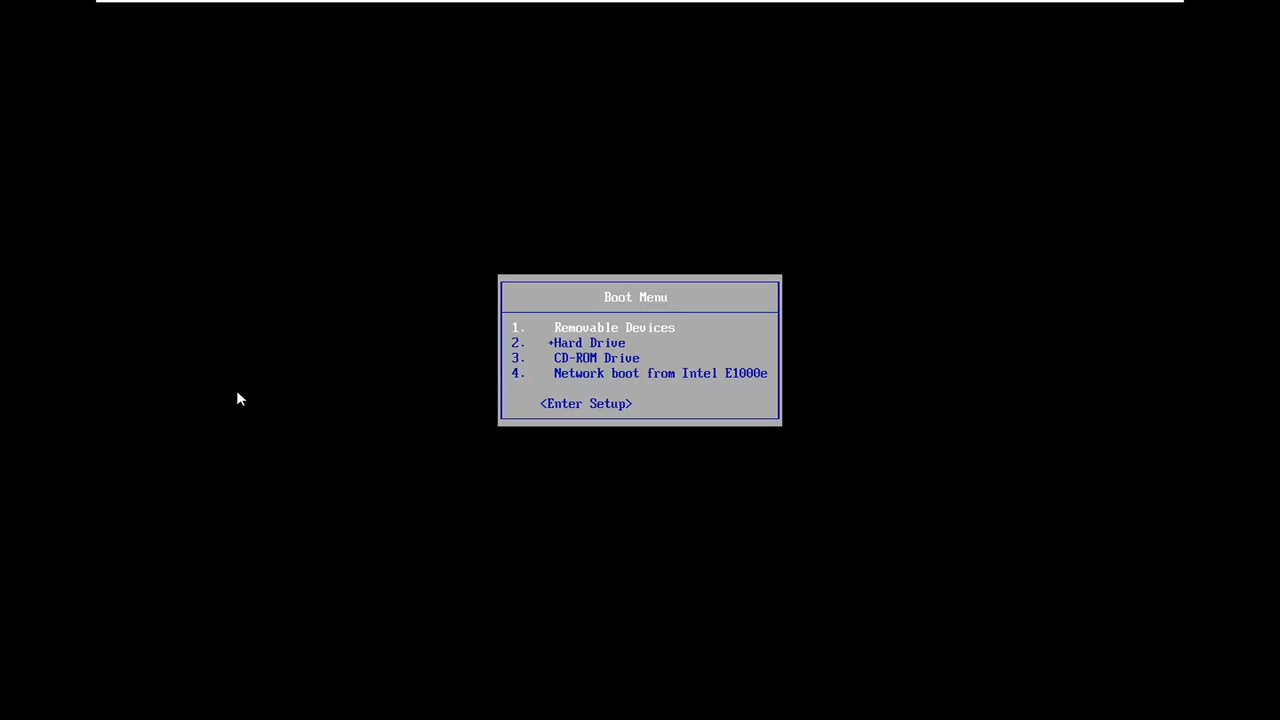 Boot Menu
1. Removable Devices
2. +Hard Drive
3. CD-ROM Drive
4. Network boot from Intel E1000e
<Enter Setup>